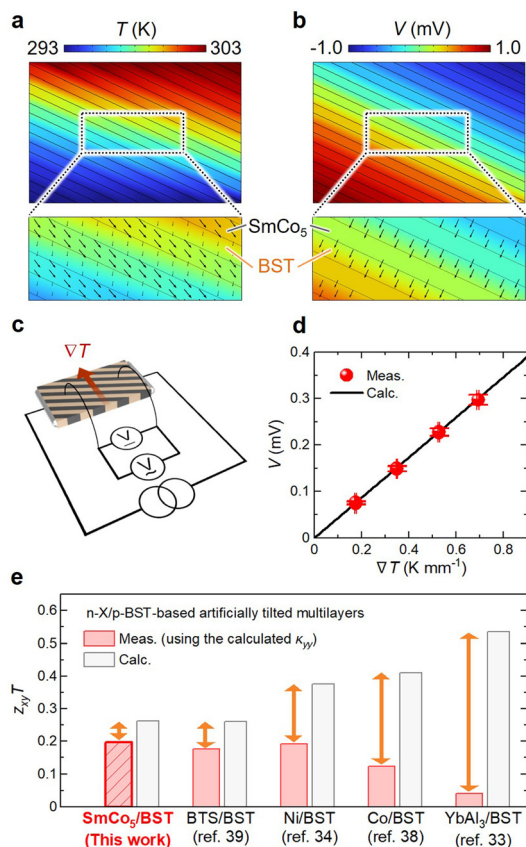 a
T (K)
293
303
b
V (mV)
-1.0
1.0
SmCo₅
BST
c
∇T
V
V
~
d
0.4
0.3
0.2
0.1
0
V (mV)
Meas.
Calc.
0.2 0.4 0.6 0.8
∇T (K mm⁻¹)
e
n-X/p-BST-based artificially tilted multilayers
Meas. (using the calculated κyy)
Calc.
0.6
0.5
0.4
0.3
0.2
0.1
0
zxyT
SmCo₅/BST
(This work)
BTS/BST
(ref. 39)
Ni/BST
(ref. 34)
Co/BST
(ref. 38)
YbAl₃/BST
(ref. 33)